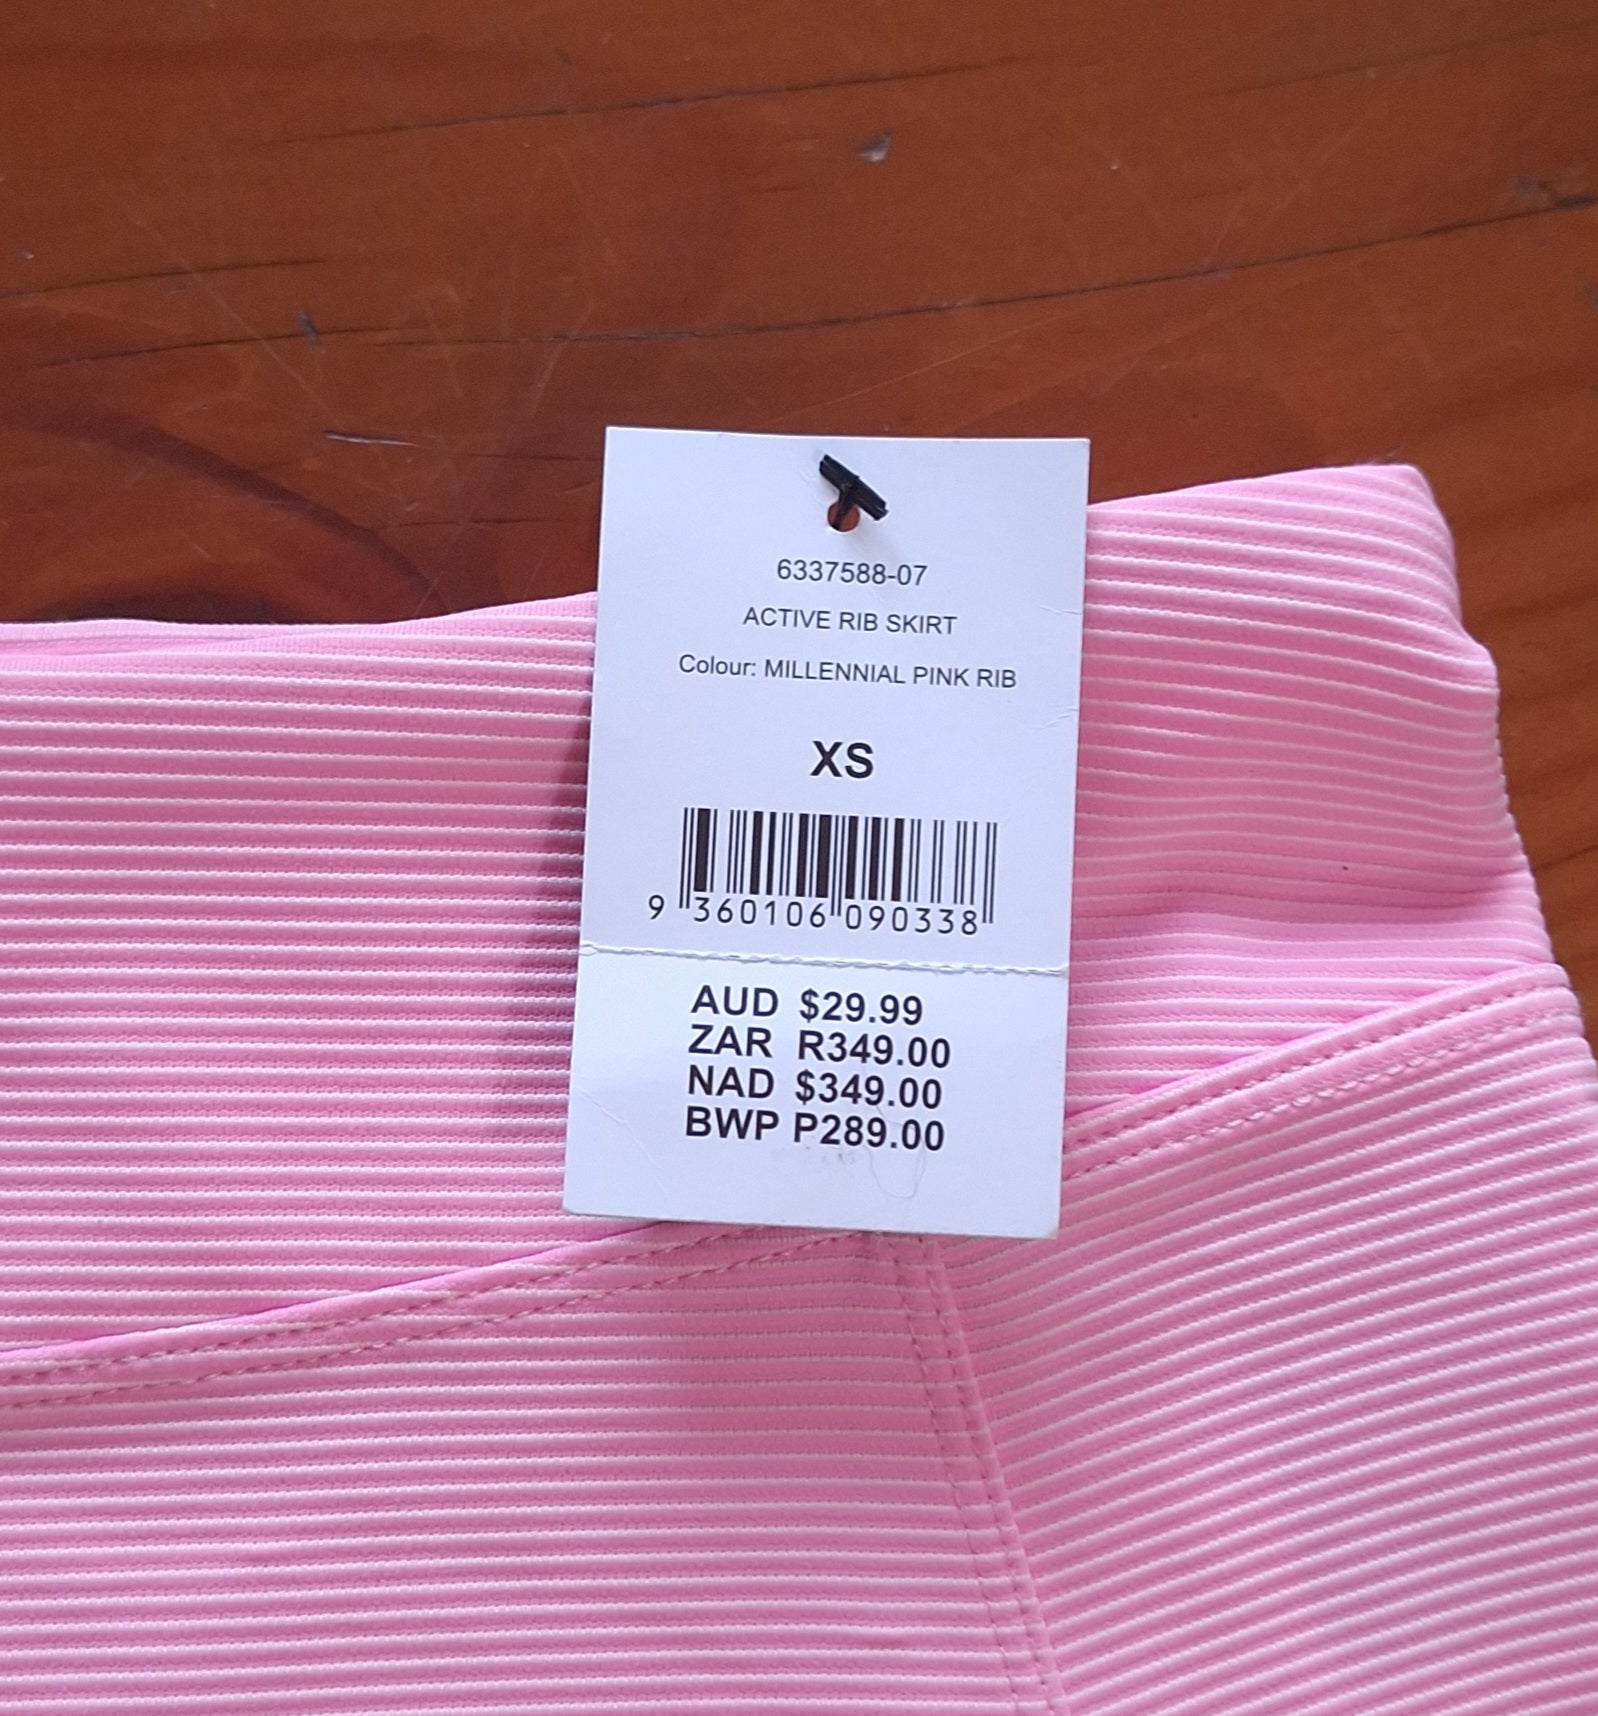 6337588-07
ACTIVE RIB SKIRT
Colour: MILLENNIAL PINK RIB
XS
9 360106 090338
AUD $29.99
ZAR R349.00
NAD $349.00
BWP P289.00